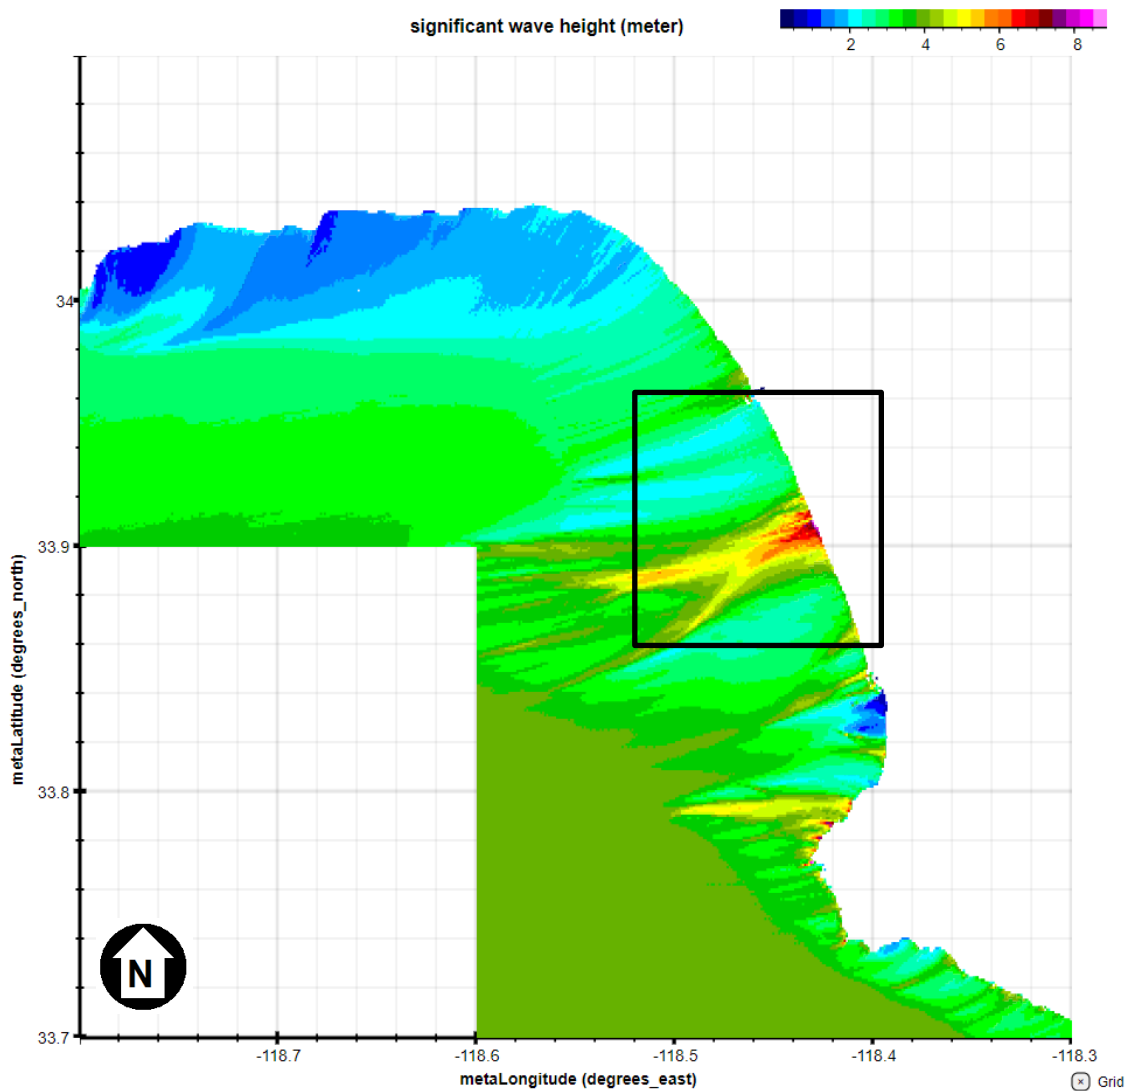 significant wave height (meter)
2 4 6 8
34
33.9
33.8
33.7
metaLatitude (degrees_north)
N
-118.7 -118.6 -118.5 -118.4 -118.3
metaLongitude (degrees_east)
× Grid